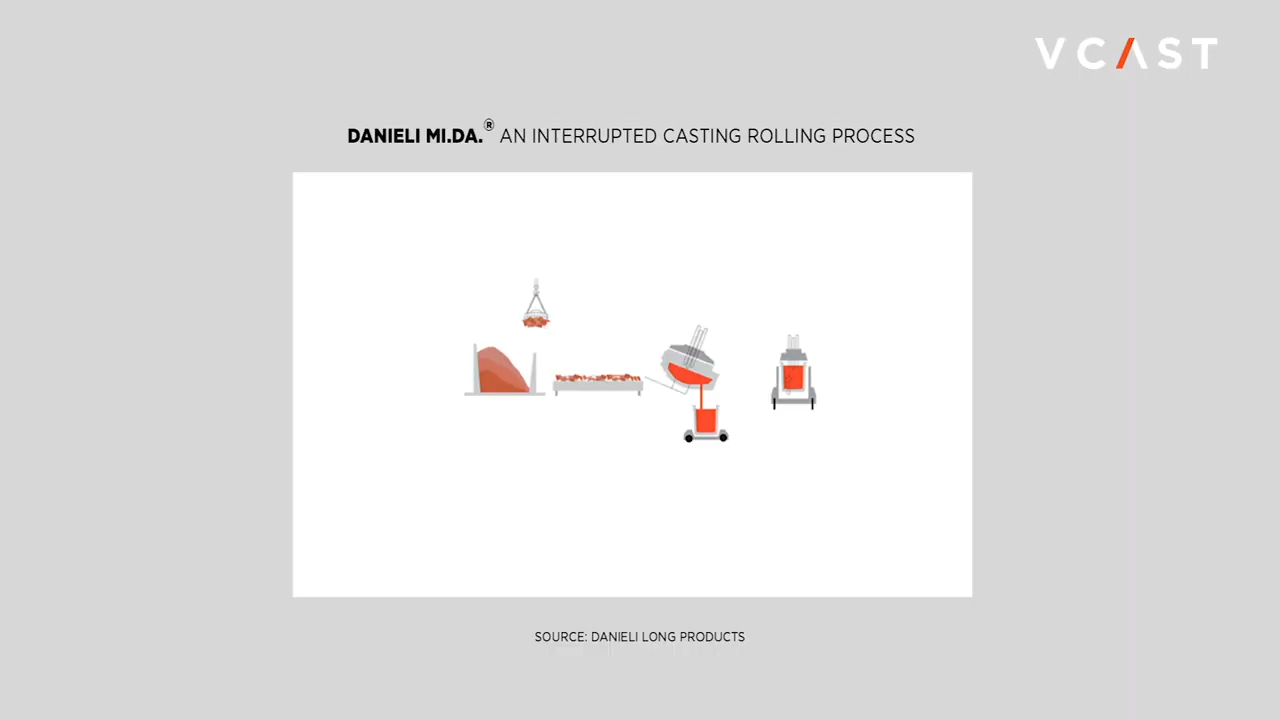 VCAST
DANIELI MI.DA.® AN INTERRUPTED CASTING ROLLING PROCESS
SOURCE: DANIELI LONG PRODUCTS